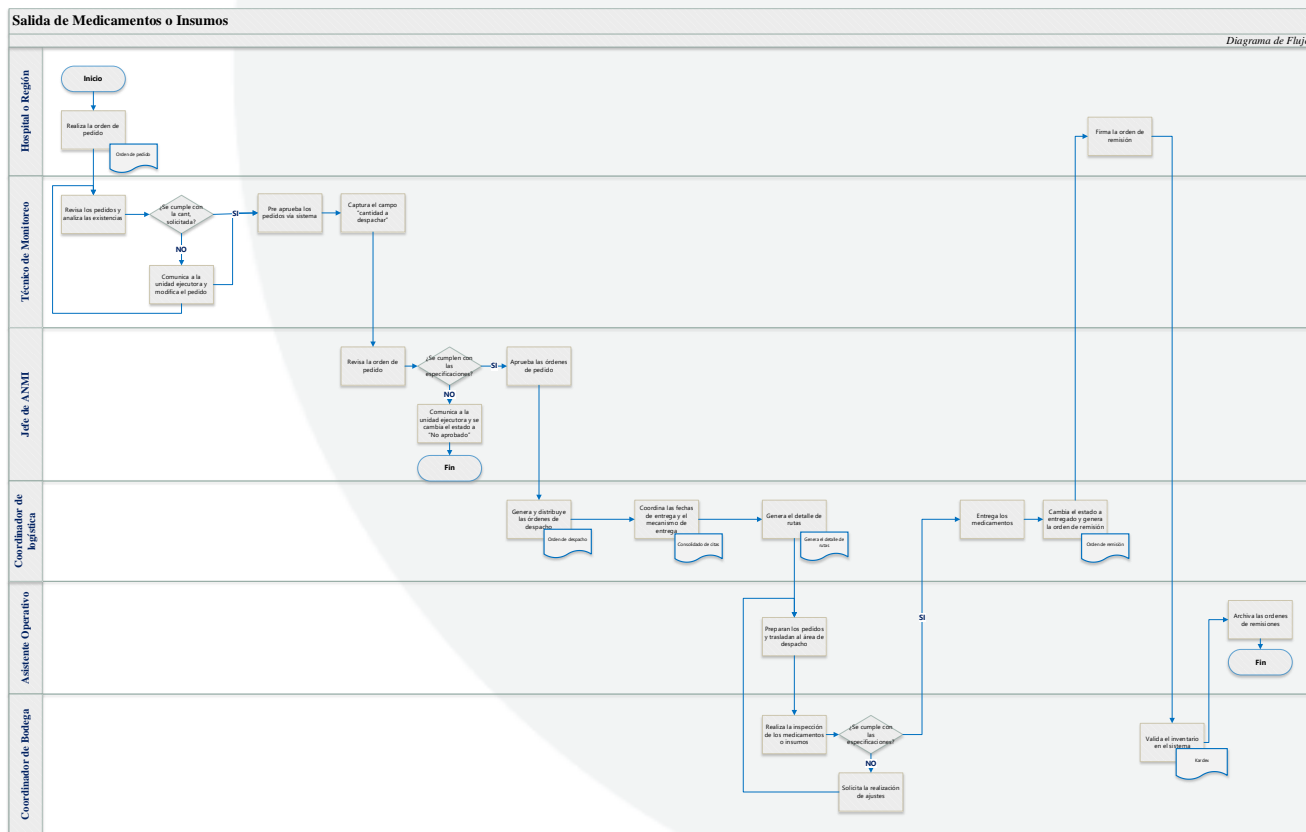 Salida de Medicamentos o Insumos
Diagrama de Flujo
Hospital o Región
Inicio
Realiza la orden de
pedido
Orden de pedido
Firma la orden de
remisión
Técnico de Monitoreo
Revisa los pedidos y
analiza las existencias
¿Se cumple con
la cant,
solicitada?
SI
NO
Comunica a la
unidad ejecutora y
modifica el pedido
Pre aprueba los
pedidos vía sistema
Captura el campo
"cantidad a
despachar"
Jefe de ANMI
Revisa la orden de
pedido
¿Se cumplen con
las
especificaciones?
SI
NO
Aprueba las órdenes
de pedido
Comunica a la
unidad ejecutora y se
cambia el estado a
"No aprobado"
Fin
Coordinador de
logística
Genera y distribuye
las órdenes de
despacho
Orden de despacho
Coordina las fechas
de entrega y el
mecanismo de
entrega
Consolidado de citas
Genera el detalle de
rutas
Genera el detalle de
rutas
Entrega los
medicamentos
Cambia el estado a
entregado y genera
la orden de remisión
Orden de remisión
Asistente Operativo
Preparan los pedidos
y trasladan al área de
despacho
SI
Archiva las ordenes
de remisiones
Fin
Coordinador de Bodega
Realiza la inspección
de los medicamentos
o insumos
¿Se cumple con
las
especificaciones?
NO
Solicita la realización
de ajustes
Valida el inventario
en el sistema
Kardex